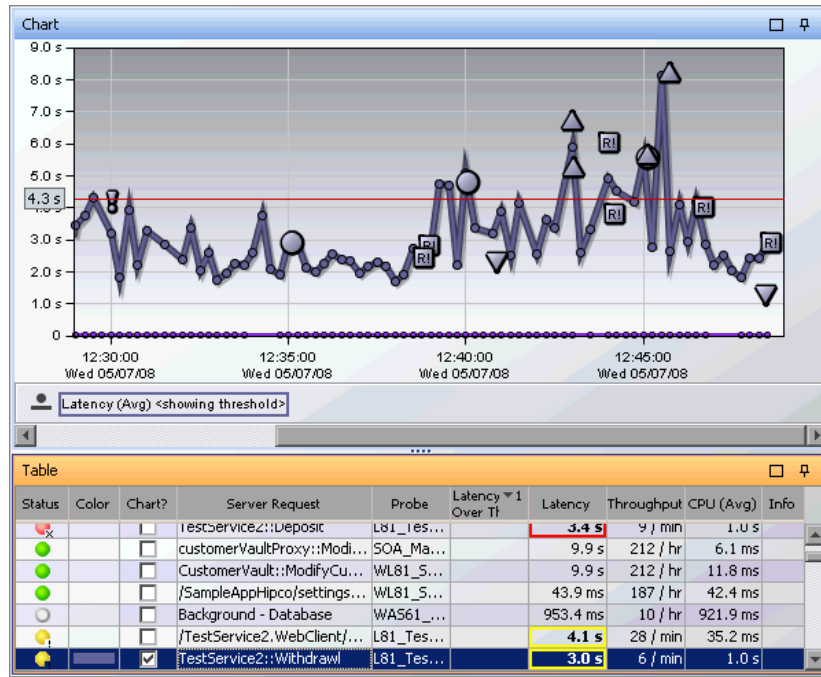 Chart
9.0 s
8.0 s
7.0 s
6.0 s
5.0 s
4.3 s
3.0 s
2.0 s
1.0 s
0
R!
R!
R!
R!
R!
R!
12:30:00
Wed 05/07/08
12:35:00
Wed 05/07/08
12:40:00
Wed 05/07/08
12:45:00
Wed 05/07/08
Latency (Avg) <showing threshold>
Table
Status Color Chart? Server Request Probe Latency 1 Over Th Latency Throughput CPU (Avg) Info
TestService2::Deposit L81_Tes... 3.4 s 9 / min 1.0 s
customerVaultProxy::Modi... SOA_Ma... 9.9 s 212 / hr 6.1 ms
CustomerVault::ModifyCu... WL81_S... 9.9 s 212 / hr 11.8 ms
/SampleAppHipco/settings... WL81_S... 43.9 ms 187 / hr 42.4 ms
Background - Database WAS61_... 953.4 ms 10 / hr 921.9 ms
/TestService2.WebClient/... L81_Tes... 4.1 s 28 / min 35.2 ms
TestService2::Withdrawl L81_Tes... 3.0 s 6 / min 1.0 s